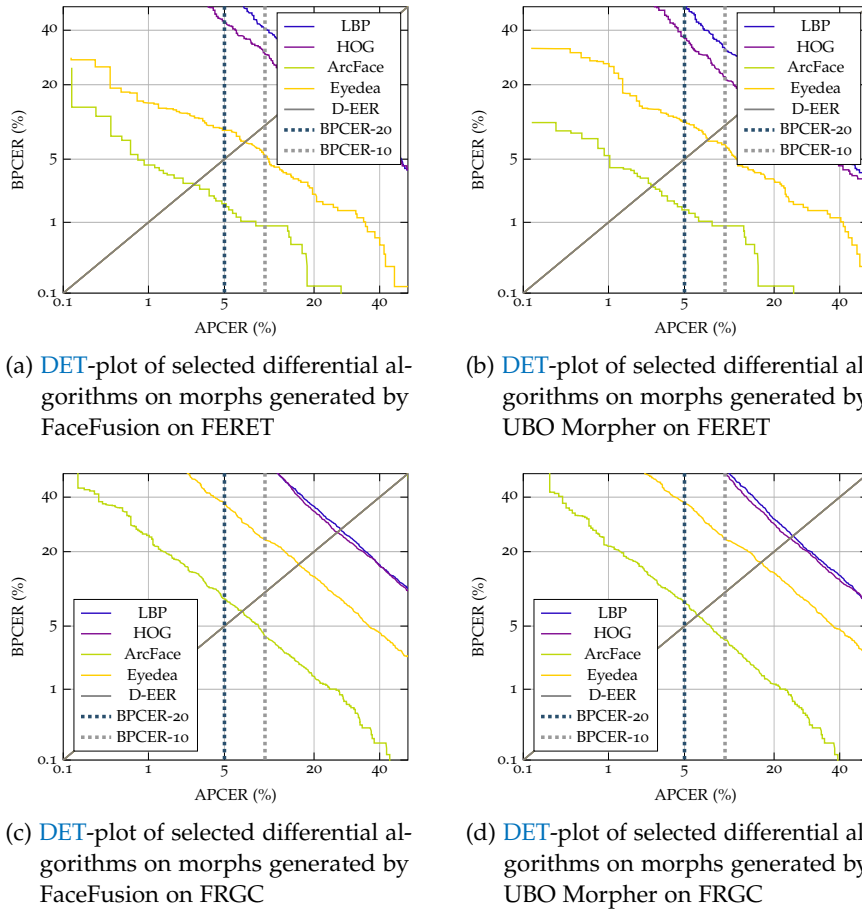 40
20
5
1
0.1
BPCER (%)
0.1
1
5
20
40
APCER (%)
LBP
HOG
ArcFace
Eyedea
D-EER
BPCER-20
BPCER-10
(a) DET-plot of selected differential al-
gorithms on morphs generated by
FaceFusion on FERET
40
20
5
1
0.1
BPCER (%)
0.1
1
5
20
40
APCER (%)
LBP
HOG
ArcFace
Eyedea
D-EER
BPCER-20
BPCER-10
(b) DET-plot of selected differential al-
gorithms on morphs generated by
UBO Morpher on FERET
40
20
5
1
0.1
BPCER (%)
0.1
1
5
20
40
APCER (%)
LBP
HOG
ArcFace
Eyedea
D-EER
BPCER-20
BPCER-10
(c) DET-plot of selected differential al-
gorithms on morphs generated by
FaceFusion on FRGC
40
20
5
1
0.1
BPCER (%)
0.1
1
5
20
40
APCER (%)
LBP
HOG
ArcFace
Eyedea
D-EER
BPCER-20
BPCER-10
(d) DET-plot of selected differential al-
gorithms on morphs generated by
UBO Morpher on FRGC